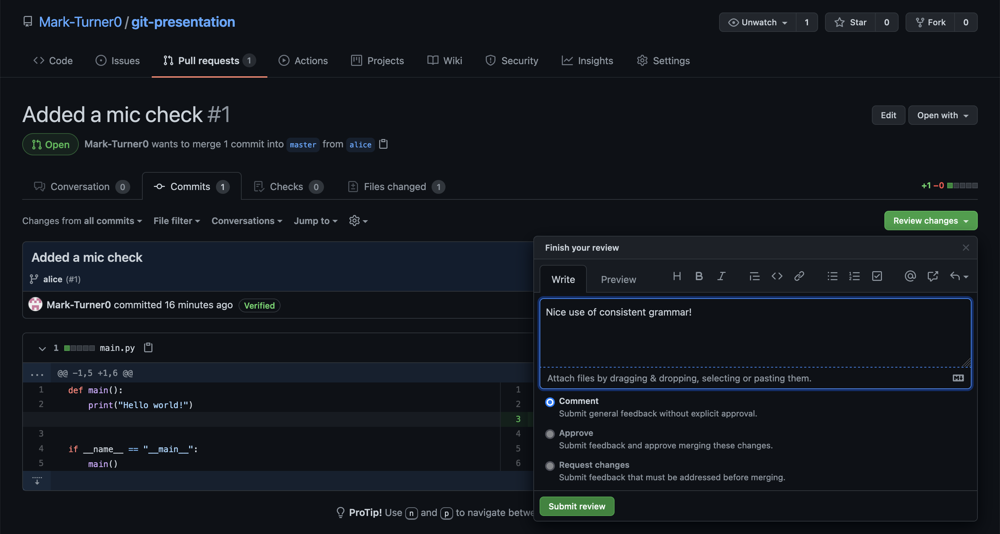 Mark-Turner0 / git-presentation
Unwatch 1 Star 0 Fork 0
Code Issues Pull requests 1 Actions Projects Wiki Security Insights Settings
Added a mic check #1
Edit Open with
Open Mark-Turner0 wants to merge 1 commit into master from alice
Conversation 0 Commits 1 Checks 0 Files changed 1 +1 −0
Changes from all commits File filter Conversations Jump to Review changes
Added a mic check
alice (#1)
Mark-Turner0 committed 16 minutes ago Verified
1 main.py
... @@ -1,5 +1,6 @@
1 def main(): 1
2 print("Hello world!") 2
3
3 4
4 if __name__ == "__main__": 5
5 main() 6
ProTip! Use n and p to navigate betwe
Finish your review
Write Preview
Nice use of consistent grammar!
Attach files by dragging & dropping, selecting or pasting them.
Comment
Submit general feedback without explicit approval.
Approve
Submit feedback and approve merging these changes.
Request changes
Submit feedback that must be addressed before merging.
Submit review